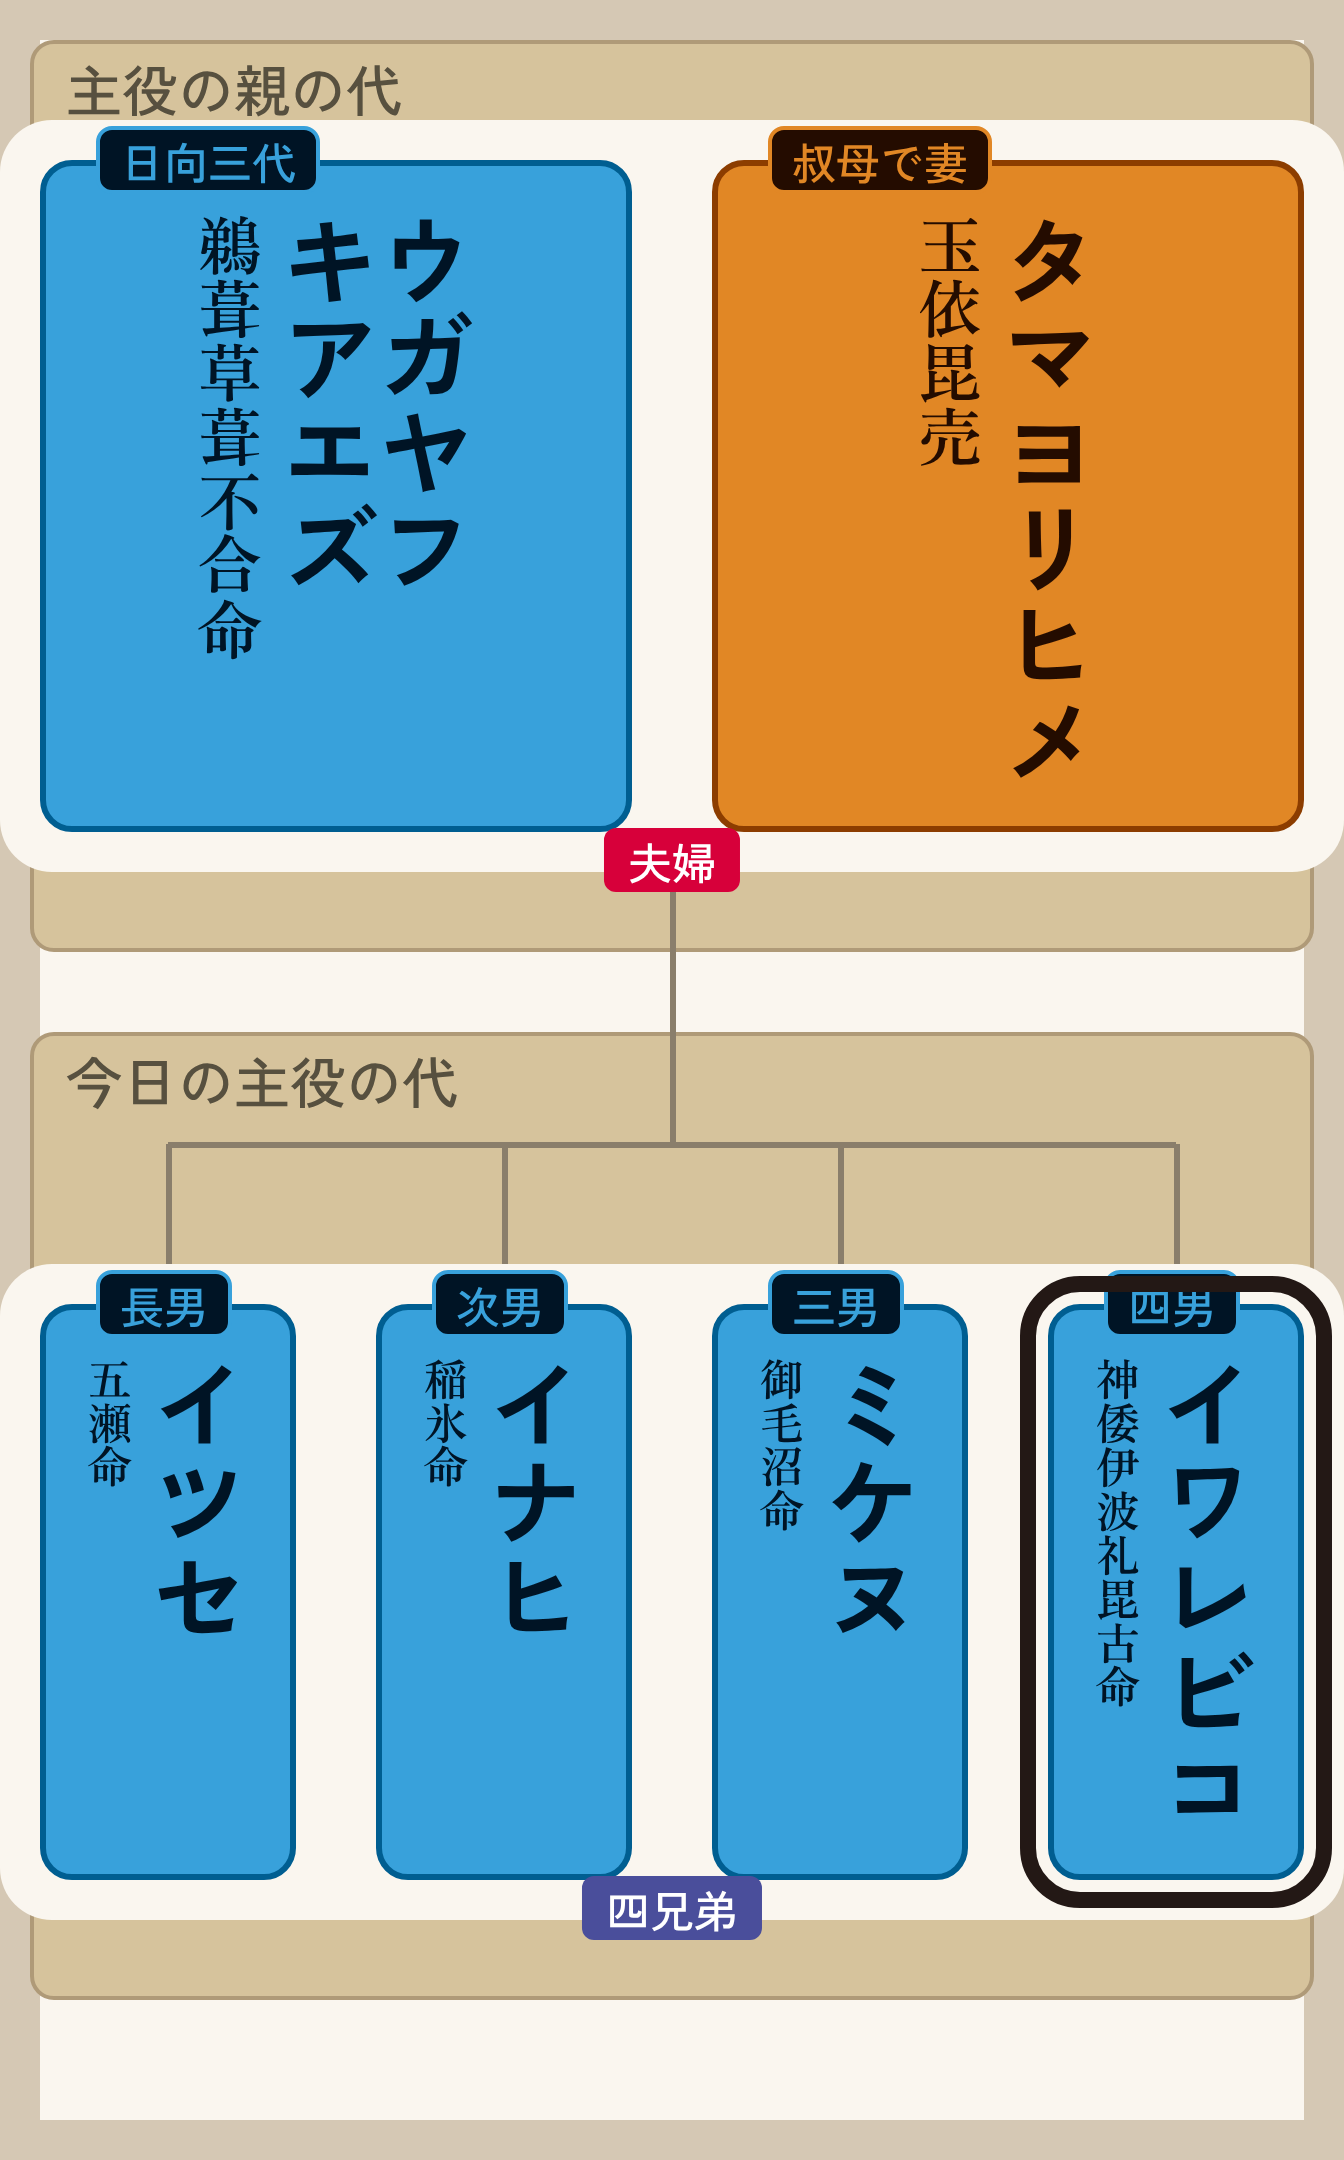 主役の親の代
日向三代
ウガヤフ
キアエズ
鵜葺草葺不合命
叔母で妻
タマヨリヒメ
玉依毘売
夫婦
今日の主役の代
長男
イツセ
五瀬命
次男
イナヒ
稲氷命
三男
ミケヌ
御毛沼命
四男
イワレビコ
神倭伊波礼毘古命
四兄弟